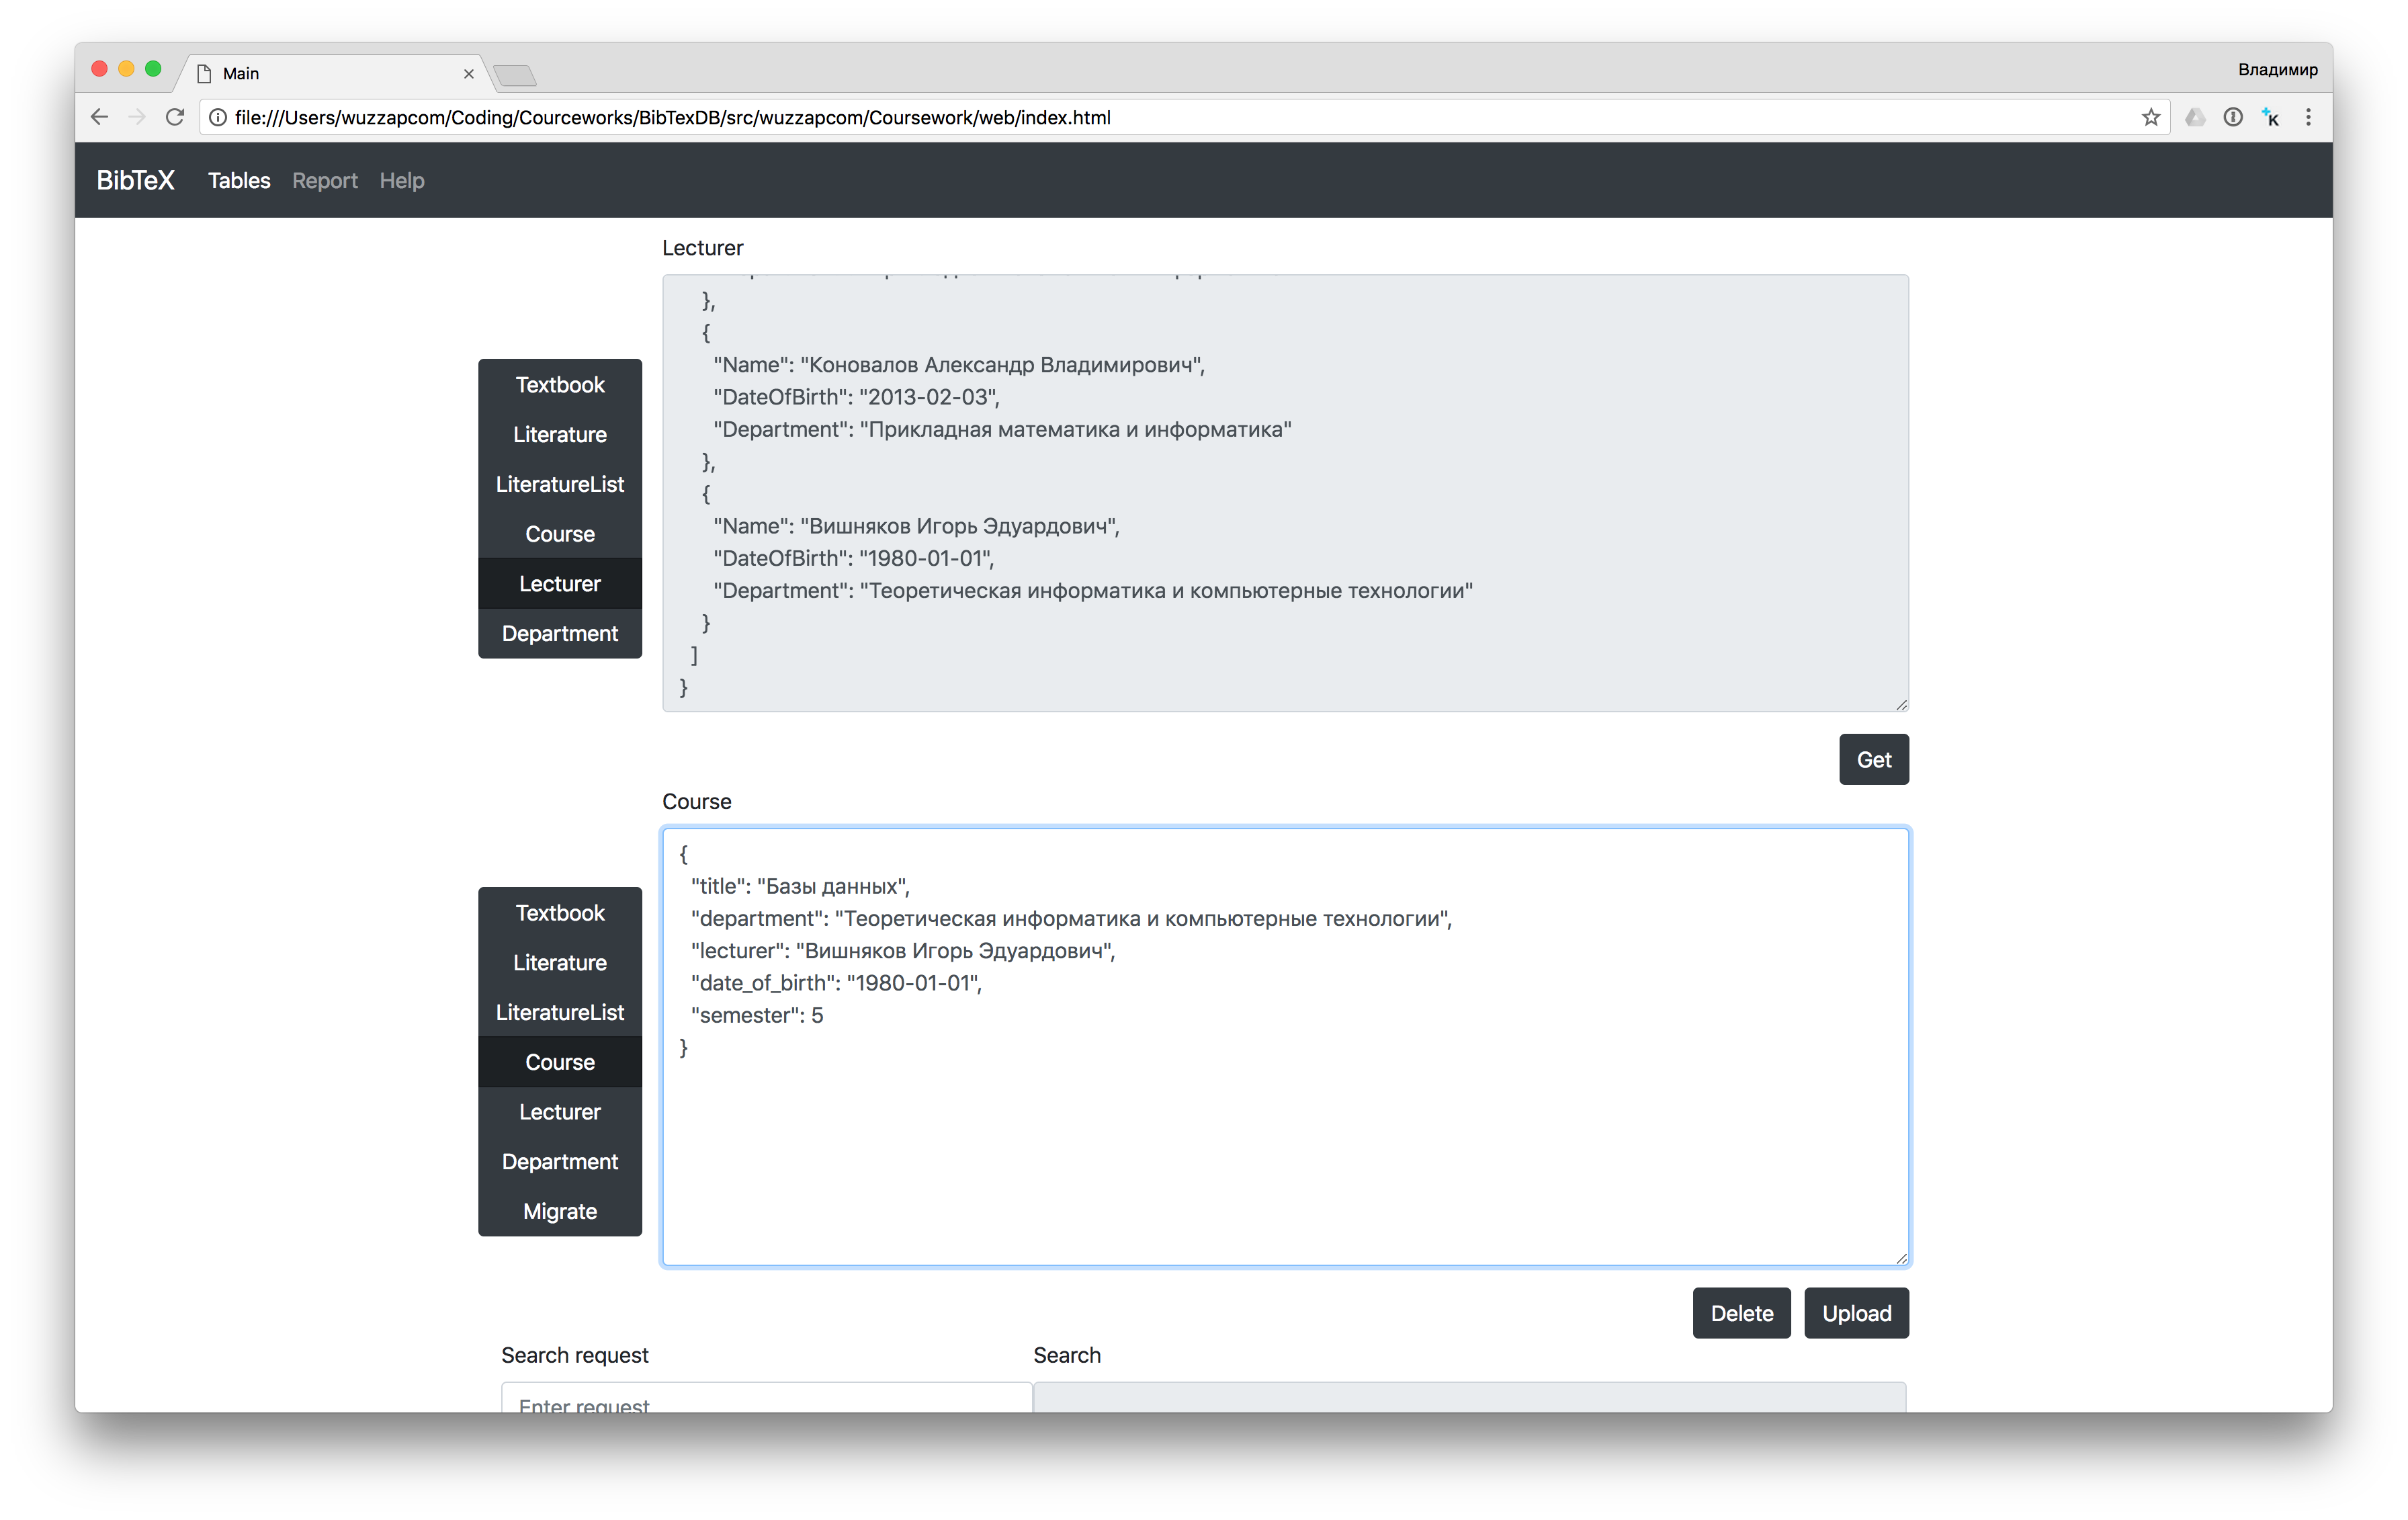 Main
Владимир
file:///Users/wuzzapcom/Coding/Courceworks/BibTexDB/src/wuzzapcom/Coursework/web/index.html
BibTeX Tables Report Help
Lecturer
},
{
"Name": "Коновалов Александр Владимирович",
"DateOfBirth": "2013-02-03",
"Department": "Прикладная математика и информатика"
},
{
"Name": "Вишняков Игорь Эдуардович",
"DateOfBirth": "1980-01-01",
"Department": "Теоретическая информатика и компьютерные технологии"
}
]
}
Textbook
Literature
LiteratureList
Course
Lecturer
Department
Get
Course
{
"title": "Базы данных",
"department": "Теоретическая информатика и компьютерные технологии",
"lecturer": "Вишняков Игорь Эдуардович",
"date_of_birth": "1980-01-01",
"semester": 5
}
Textbook
Literature
LiteratureList
Course
Lecturer
Department
Migrate
Delete Upload
Search request Search
Enter request